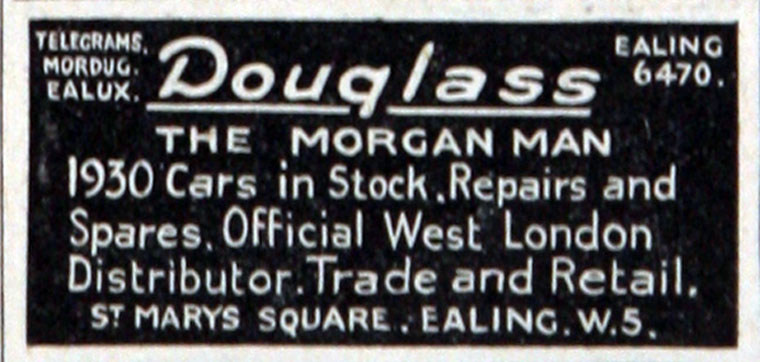 TELEGRAMS.
MORDUG.
EALUX.
Douglass
EALING
6470.
THE MORGAN MAN
1930 Cars in Stock. Repairs and
Spares. Official West London
Distributor. Trade and Retail.
ST MARYS SQUARE. EALING. W.5.